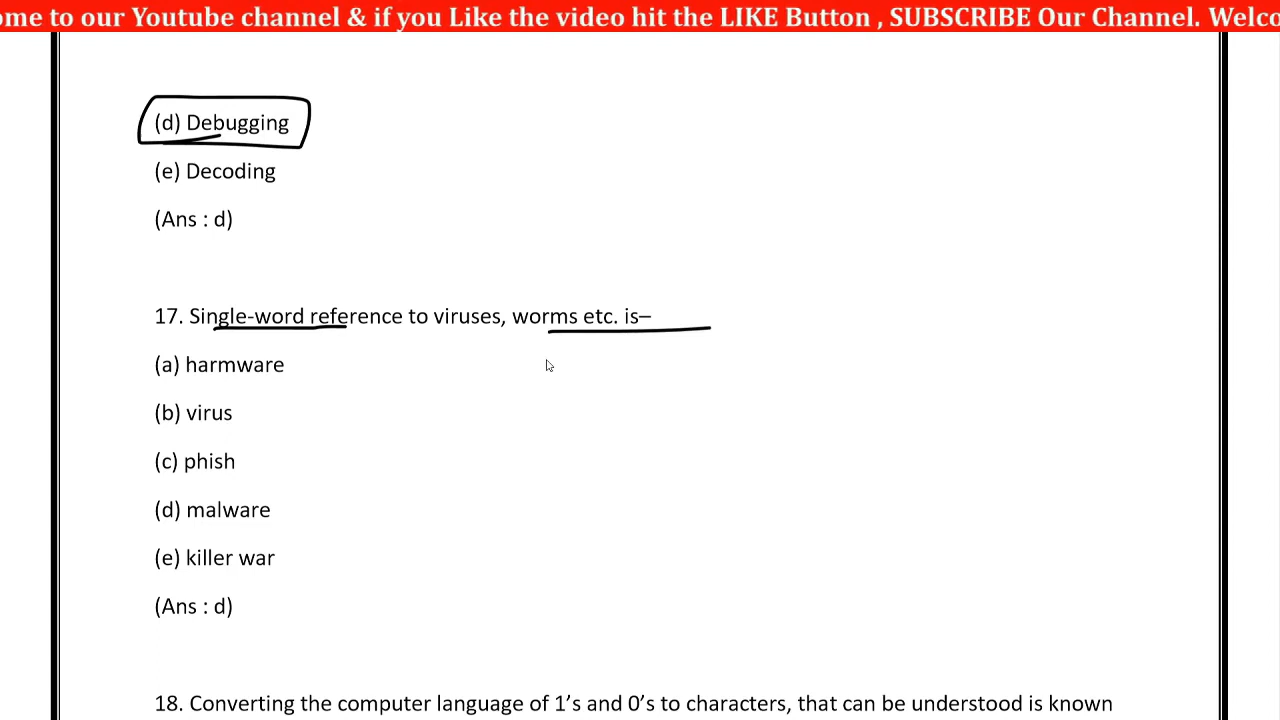 ome to our Youtube channel & if you Like the video hit the LIKE Button , SUBSCRIBE Our Channel. Welco
(d) Debugging
(e) Decoding
(Ans : d)
17. Single-word reference to viruses, worms etc. is–
(a) harmware
(b) virus
(c) phish
(d) malware
(e) killer war
(Ans : d)
18. Converting the computer language of 1’s and 0’s to characters, that can be understood is known